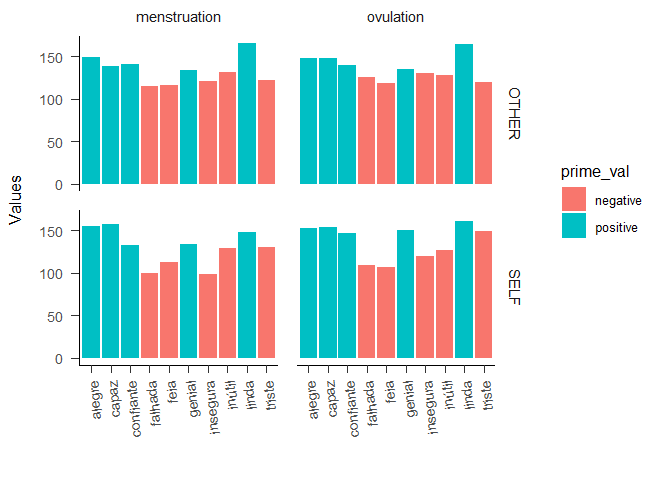 menstruation ovulation
Values
150
100
50
0
OTHER
150
100
50
0
SELF
alegre capaz confiante falhada feia genial insegura inútil linda triste
alegre capaz confiante falhada feia genial insegura inútil linda triste
prime_val
negative
positive